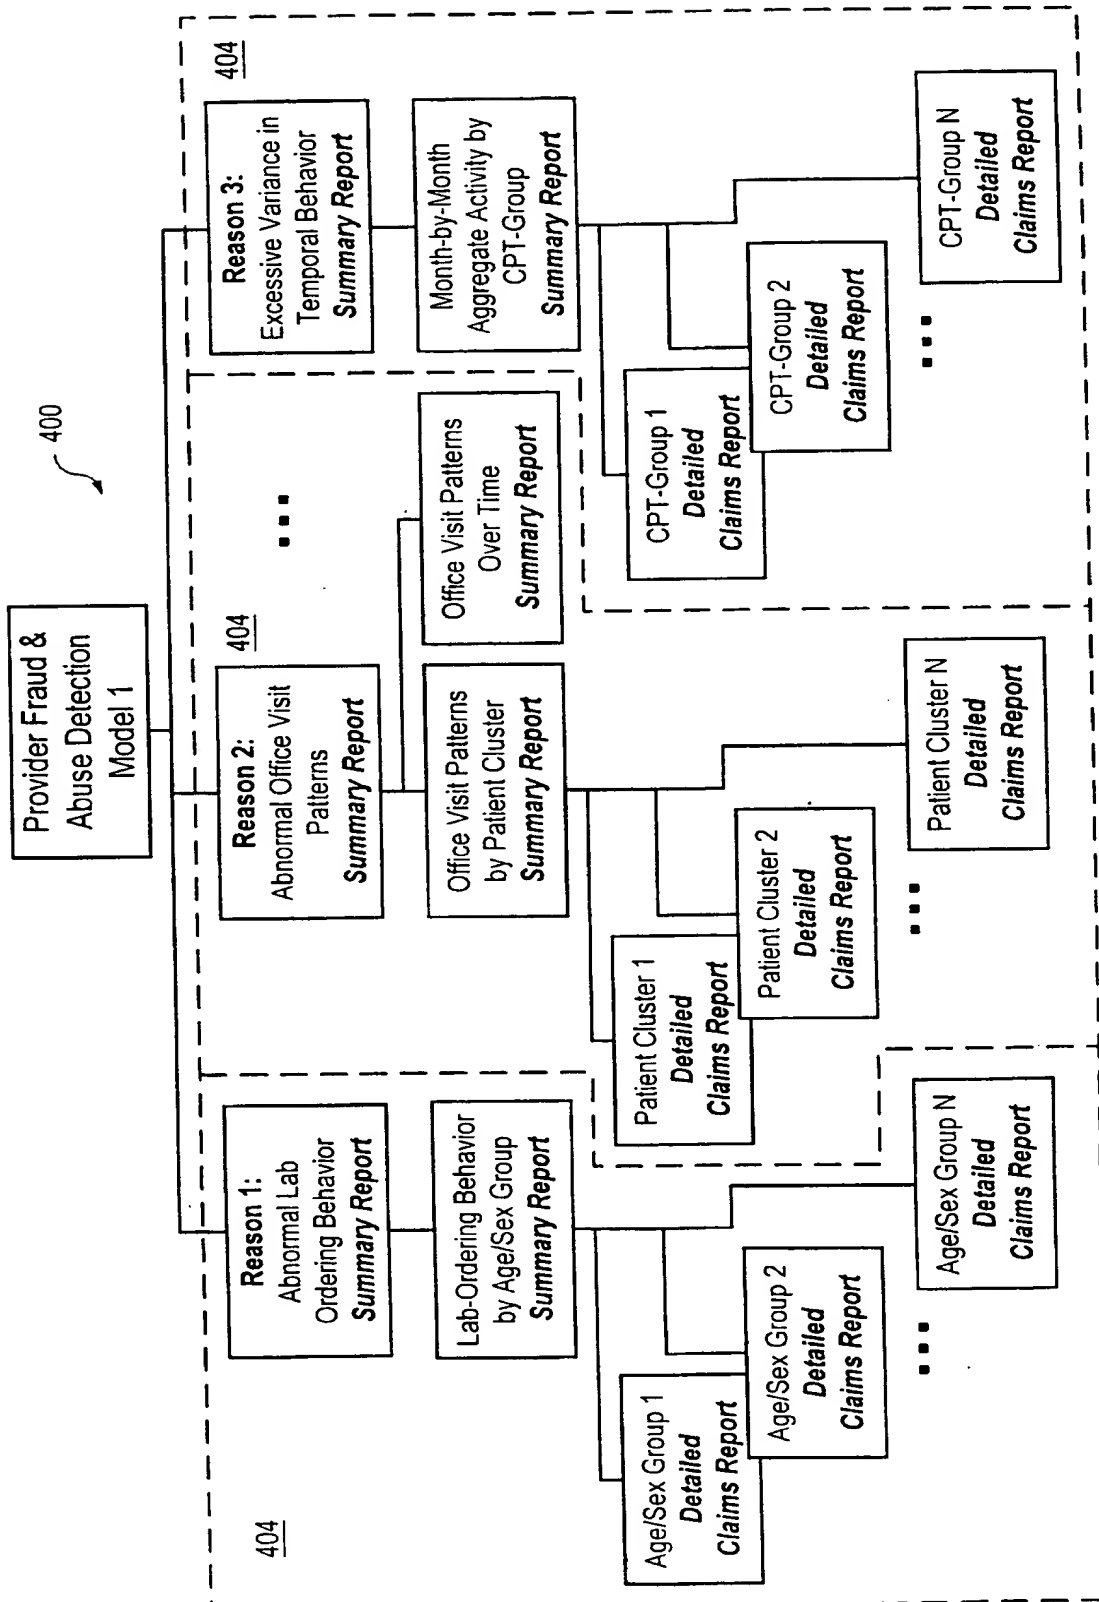 400
Provider Fraud &
Abuse Detection
Model 1
404
Reason 1:
Abnormal Lab
Ordering Behavior
Summary Report
Lab-Ordering Behavior
by Age/Sex Group
Summary Report
Age/Sex Group 1
Detailed
Claims Report
Age/Sex Group 2
Detailed
Claims Report
...
Age/Sex Group N
Detailed
Claims Report
404
Reason 2:
Abnormal Office Visit
Patterns
Summary Report
...
Office Visit Patterns
by Patient Cluster
Summary Report
Office Visit Patterns
Over Time
Summary Report
Patient Cluster 1
Detailed
Claims Report
Patient Cluster 2
Detailed
Claims Report
...
Patient Cluster N
Detailed
Claims Report
404
Reason 3:
Excessive Variance in
Temporal Behavior
Summary Report
Month-by-Month
Aggregate Activity by
CPT-Group
Summary Report
CPT-Group 1
Detailed
Claims Report
CPT-Group 2
Detailed
Claims Report
...
CPT-Group N
Detailed
Claims Report